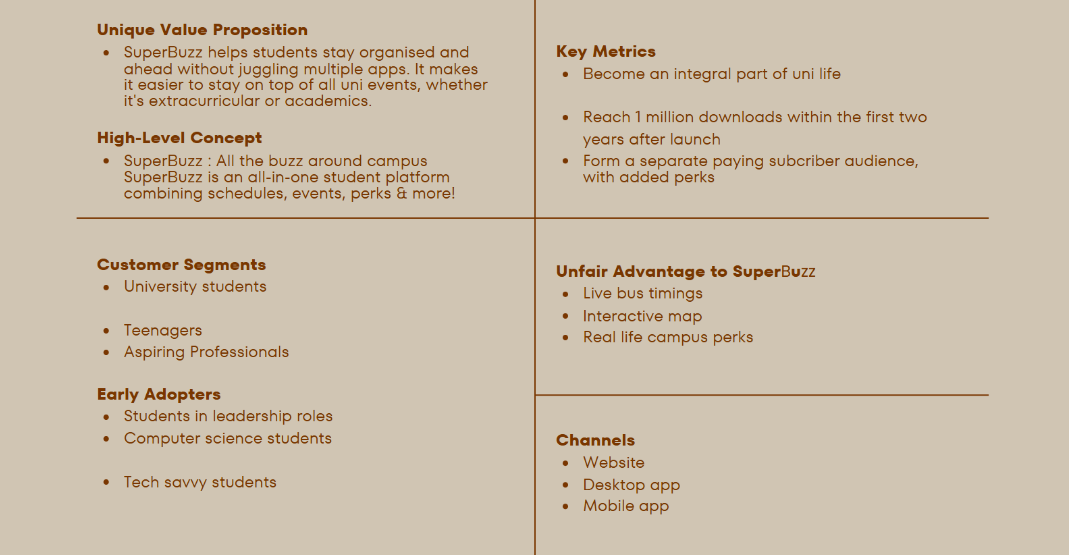 Unique Value Proposition
• SuperBuzz helps students stay organised and
ahead without juggling multiple apps. It makes
it easier to stay on top of all uni events, whether
it's extracurricular or academics.
High-Level Concept
• SuperBuzz : All the buzz around campus
SuperBuzz is an all-in-one student platform
combining schedules, events, perks & more!
Key Metrics
• Become an integral part of uni life
• Reach 1 million downloads within the first two
years after launch
• Form a separate paying subcriber audience,
with added perks
Customer Segments
• University students
• Teenagers
• Aspiring Professionals
Early Adopters
• Students in leadership roles
• Computer science students
• Tech savvy students
Unfair Advantage to SuperBuzz
• Live bus timings
• Interactive map
• Real life campus perks
Channels
• Website
• Desktop app
• Mobile app